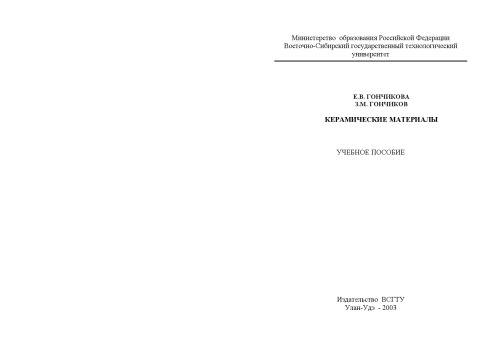 Министерство образования Российской Федерации
Восточно-Сибирский государственный технологический
университет
Е.В. ГОНЧИКОВА
З.М. ГОНЧИКОВ
КЕРАМИЧЕСКИЕ МАТЕРИАЛЫ
УЧЕБНОЕ ПОСОБИЕ
Издательство ВСГТУ
Улан-Удэ - 2003